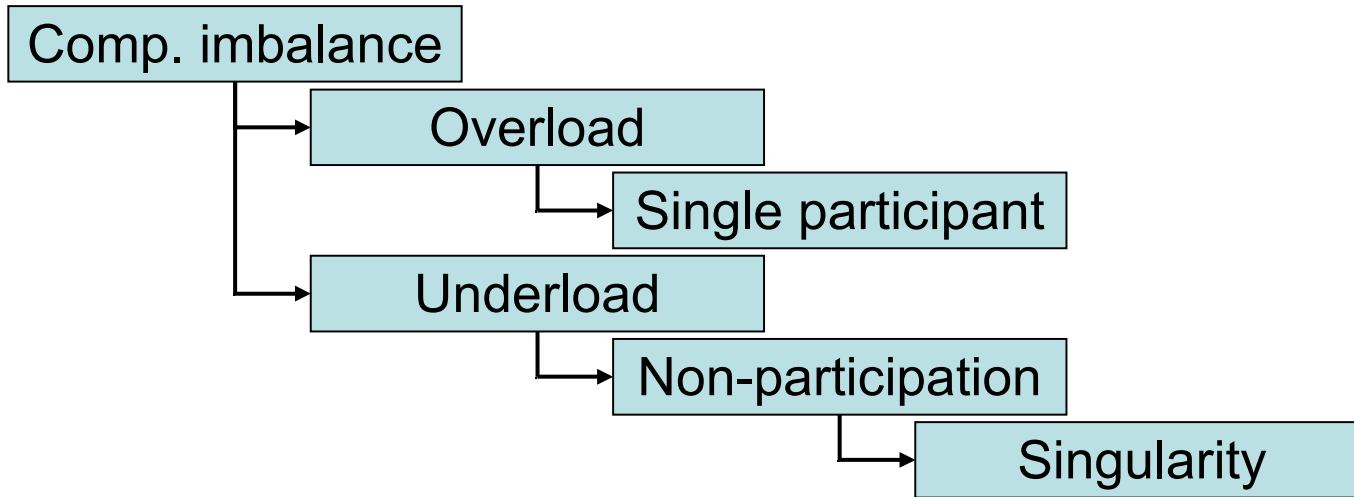 Comp. imbalance
Overload
Single participant
Underload
Non-participation
Singularity